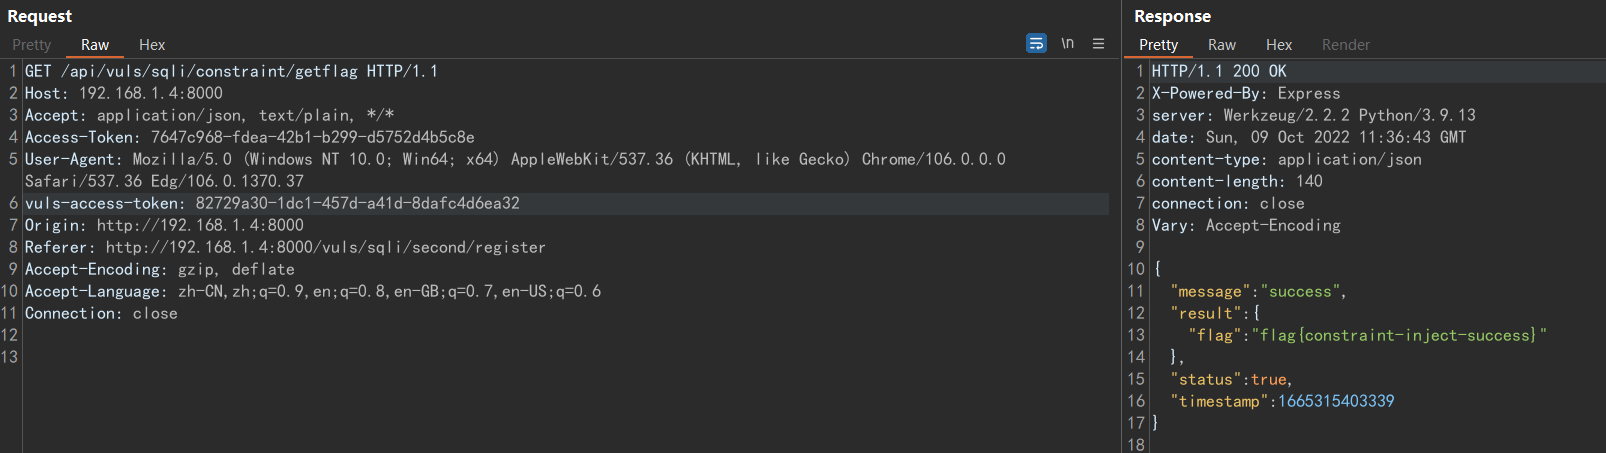 Request
Pretty Raw Hex
\n
1 GET /api/vuls/sqli/constraint/getflag HTTP/1.1
2 Host: 192.168.1.4:8000
3 Accept: application/json, text/plain, */*
4 Access-Token: 7647c968-fdea-42b1-b299-d5752d4b5c8e
5 User-Agent: Mozilla/5.0 (Windows NT 10.0; Win64; x64) AppleWebKit/537.36 (KHTML, like Gecko) Chrome/106.0.0.0
Safari/537.36 Edg/106.0.1370.37
6 vuls-access-token: 82729a30-1dc1-457d-a41d-8dafc4d6ea32
7 Origin: http://192.168.1.4:8000
8 Referer: http://192.168.1.4:8000/vuls/sqli/second/register
9 Accept-Encoding: gzip, deflate
10 Accept-Language: zh-CN,zh;q=0.9,en;q=0.8,en-GB;q=0.7,en-US;q=0.6
11 Connection: close
12
13
Response
Pretty Raw Hex Render
1 HTTP/1.1 200 OK
2 X-Powered-By: Express
3 server: Werkzeug/2.2.2 Python/3.9.13
4 date: Sun, 09 Oct 2022 11:36:43 GMT
5 content-type: application/json
6 content-length: 140
7 connection: close
8 Vary: Accept-Encoding
9
10 {
11 "message":"success",
12 "result":{
13 "flag":"flag{constraint-inject-success}"
14 },
15 "status":true,
16 "timestamp":1665315403339
17 }
18